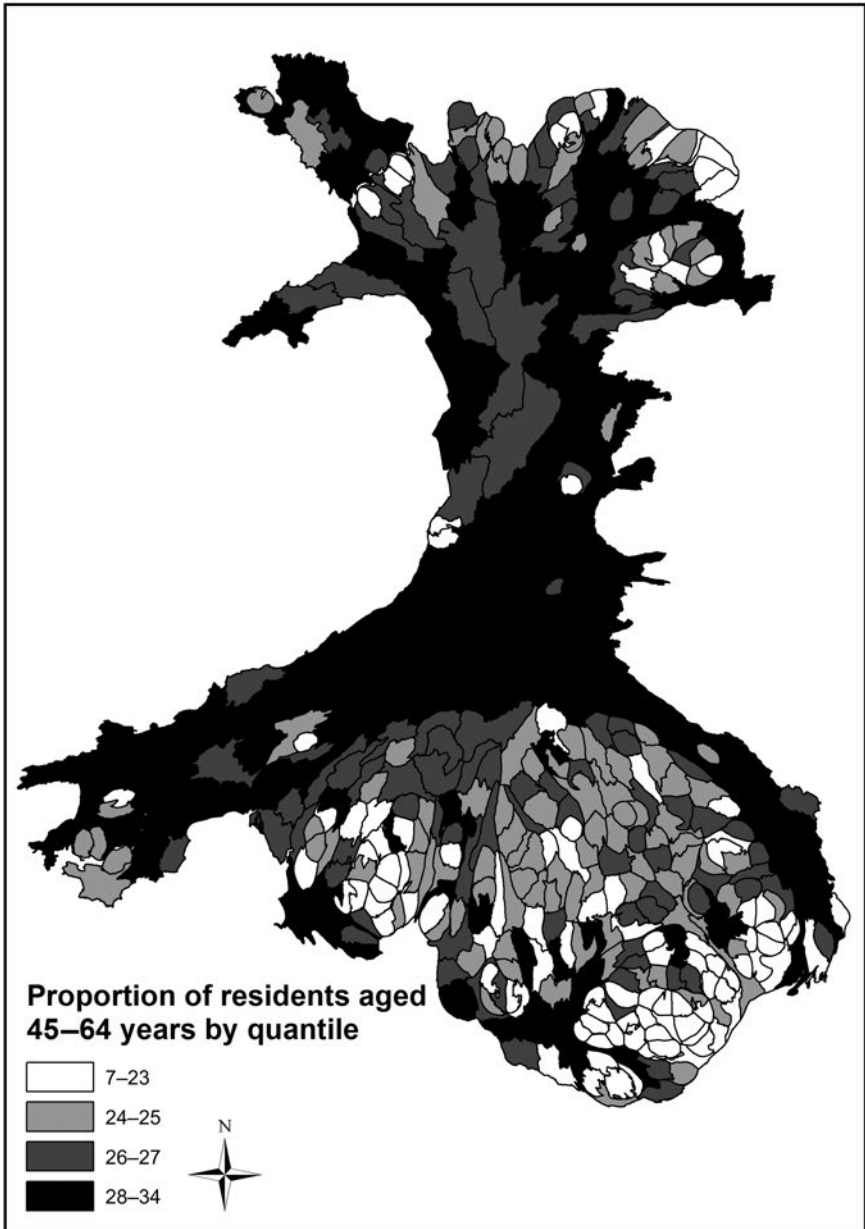 Proportion of residents aged
45–64 years by quantile
7–23
24–25
26–27
28–34
N